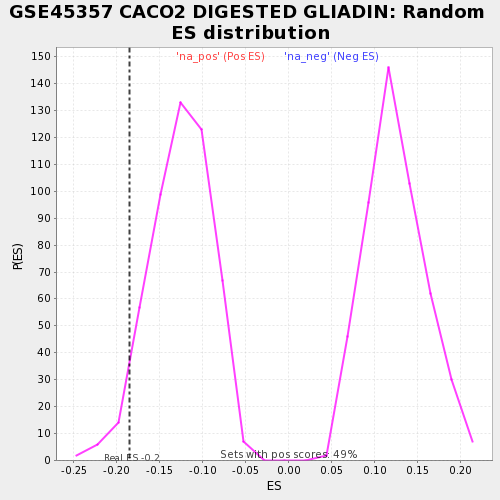 GSE45357 CACO2 DIGESTED GLIADIN: Random
ES distribution
'na_pos' (Pos ES) 'na_neg' (Neg ES)
150
140
130
120
110
100
90
80
70
60
50
40
30
20
10
0
P(ES)
Real ES -0.2
Sets with pos scores: 49%
-0.25 -0.20 -0.15 -0.10 -0.05 0.00 0.05 0.10 0.15 0.20
ES